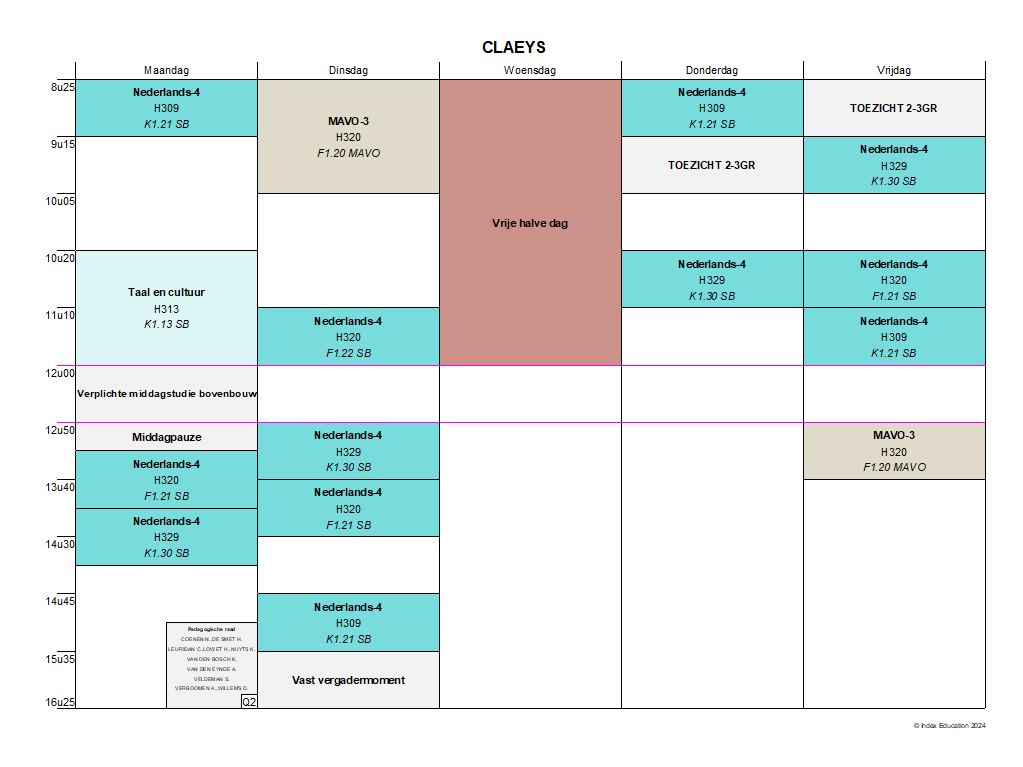 CLAEYS
Maandag
Dinsdag
Woensdag
Donderdag
Vrijdag
8u25
9u15
10u05
10u20
11u10
12u00
12u50
13u40
14u30
14u45
15u35
16u25
Nederlands-4
H309
K1.21 SB
Taal en cultuur
H313
K1.13 SB
Verplichte middagstudie bovenbouw
Middagpauze
Nederlands-4
H320
F1.21 SB
Nederlands-4
H329
K1.30 SB
Pedagogische raad
COENEN N., DE SMET H.
LEURIDAN C., LOWET H., NUYTS K.
VAN DEN BOSCH K.
VAN DEN EYNDE A.
VELDEMAN S.
VERBOOMEN A., WILLEMS D.
Q2
MAVO-3
H320
F1.20 MAVO
Nederlands-4
H320
F1.22 SB
Nederlands-4
H329
K1.30 SB
Nederlands-4
H320
F1.21 SB
Nederlands-4
H309
K1.21 SB
Vast vergadermoment
Vrije halve dag
Nederlands-4
H309
K1.21 SB
TOEZICHT 2-3GR
Nederlands-4
H329
K1.30 SB
TOEZICHT 2-3GR
Nederlands-4
H329
K1.30 SB
Nederlands-4
H320
F1.21 SB
Nederlands-4
H309
K1.21 SB
MAVO-3
H320
F1.20 MAVO
© Index Education 2024